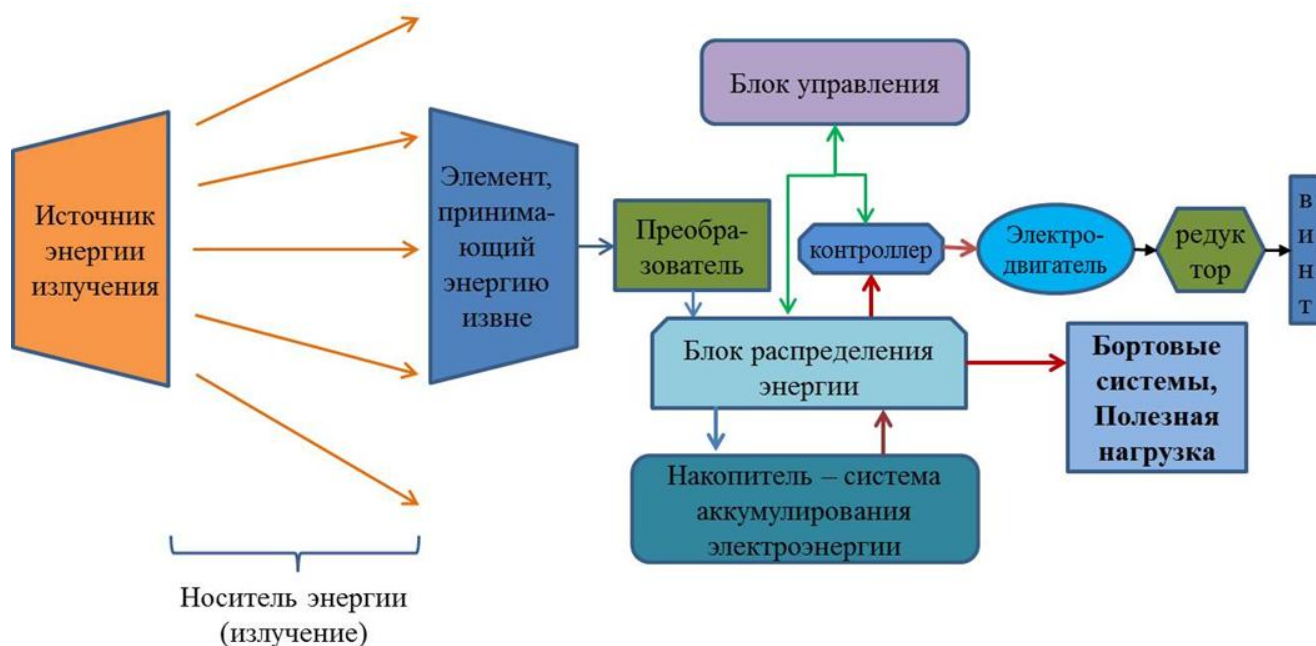 Источник
энергии
излучения
Носитель энергии
(излучение)
Элемент,
принима-
ющий
энергию
извне
Преобра-
зователь
Блок управления
контроллер
Электро-
двигатель
редук
тор
винт
Блок распределения
энергии
Бортовые
системы,
Полезная
нагрузка
Накопитель – система
аккумулирования
электроэнергии